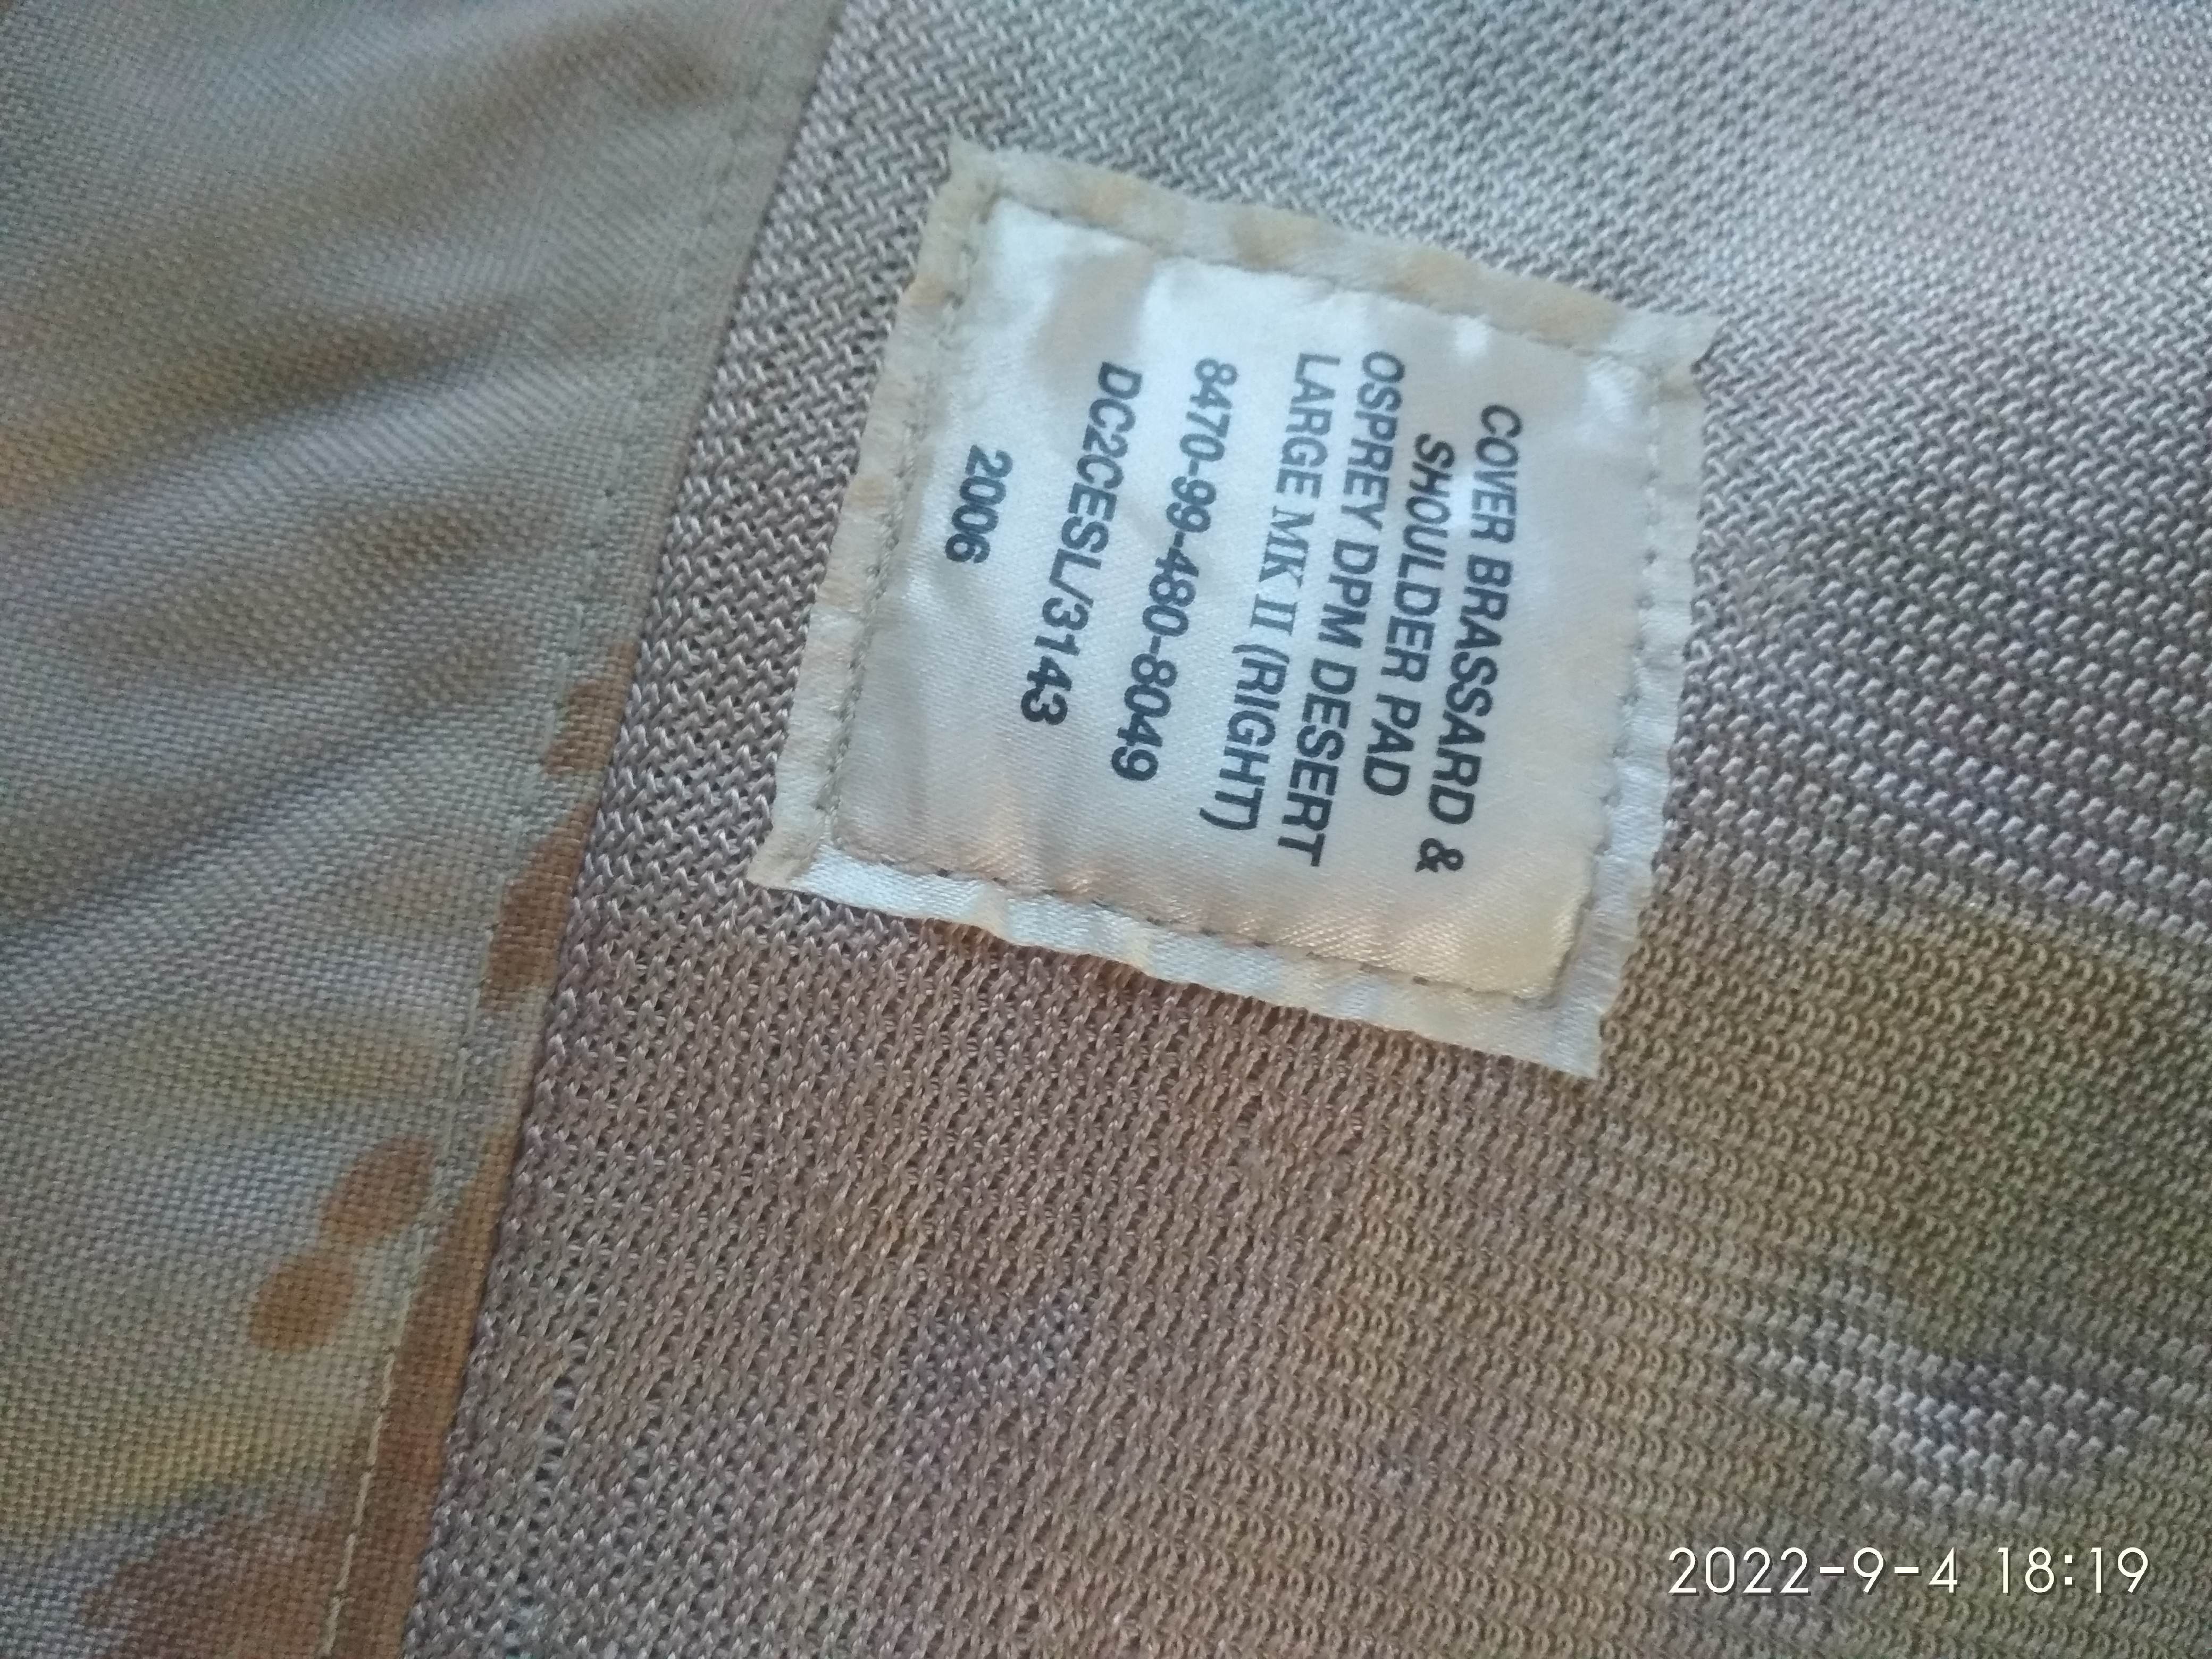 COVER BRASSARD &
SHOULDER PAD
OSPREY DPM DESERT
LARGE MK II (RIGHT)
8470-99-480-8049
DC2CESL/3143
2006
2022-9-4 18:19